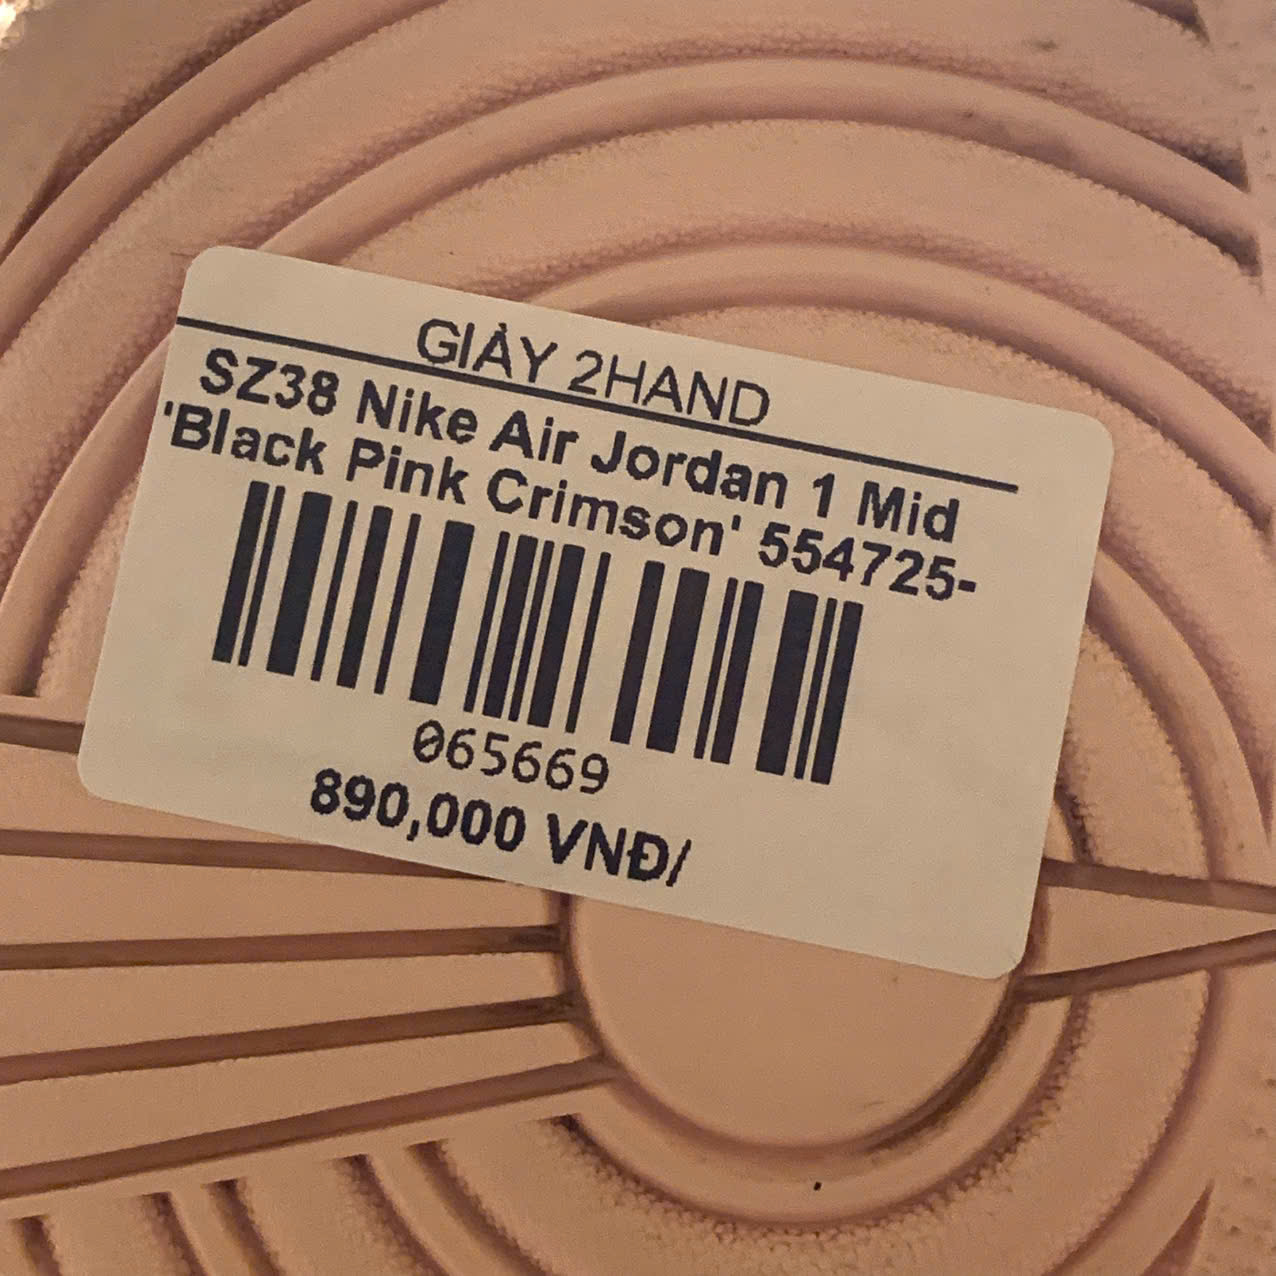 GIÀY 2HAND
SZ38 Nike Air Jordan 1 Mid
'Black Pink Crimson' 554725-
065669
890,000 VNĐ/